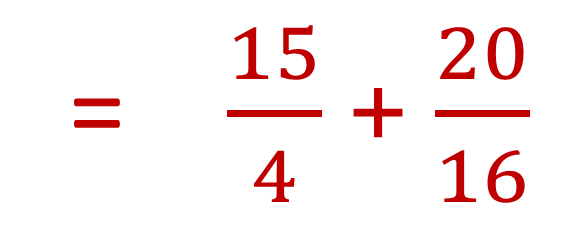 = 15/4 + 20/16